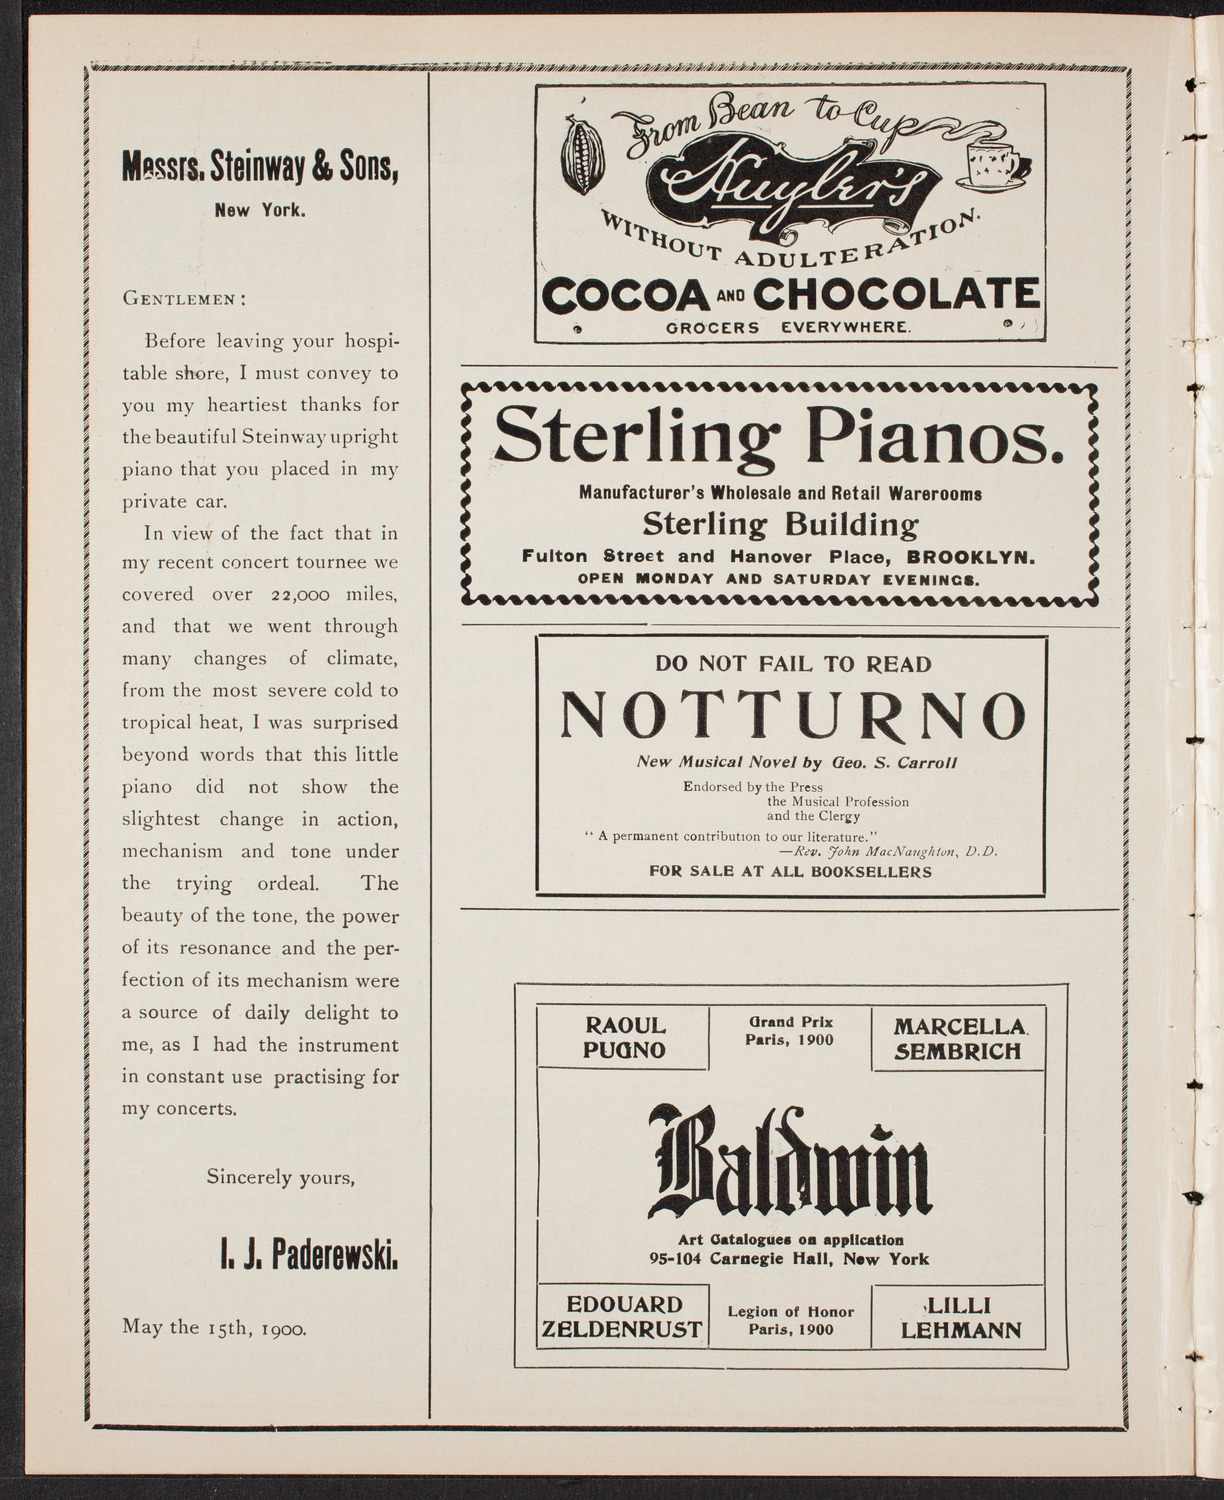 Messrs. Steinway & Sons,
New York.
GENTLEMEN:
Before leaving your hospi-
table shore, I must convey to
you my heartiest thanks for
the beautiful Steinway upright
piano that you placed in my
private car.
In view of the fact that in
my recent concert tournee we
covered over 22,000 miles,
and that we went through
many changes of climate,
from the most severe cold to
tropical heat, I was surprised
beyond words that this little
piano did not show the
slightest change in action,
mechanism and tone under
the trying ordeal. The
beauty of the tone, the power
of its resonance and the per-
fection of its mechanism were
a source of daily delight to
me, as I had the instrument
in constant use practising for
my concerts.
Sincerely yours,
I. J. Paderewski.
May the 15th, 1900.
From Bean to Cup
Huyler's
WITHOUT ADULTERATION.
COCOA AND CHOCOLATE
GROCERS EVERYWHERE.
Sterling Pianos.
Manufacturer's Wholesale and Retail Warerooms
Sterling Building
Fulton Street and Hanover Place, BROOKLYN.
OPEN MONDAY AND SATURDAY EVENINGS.
DO NOT FAIL TO READ
NOTTURNO
New Musical Novel by Geo. S. Carroll
Endorsed by the Press
the Musical Profession
and the Clergy
"A permanent contribution to our literature."
—Rev. John MacNaughton, D.D.
FOR SALE AT ALL BOOKSELLERS
RAOUL
PUGNO
Grand Prix
Paris, 1900
MARCELLA
SEMBRICH
Baldwin
Art Catalogues on application
95-104 Carnegie Hall, New York
EDOUARD
ZELDENRUST
Legion of Honor
Paris, 1900
LILLI
LEHMANN